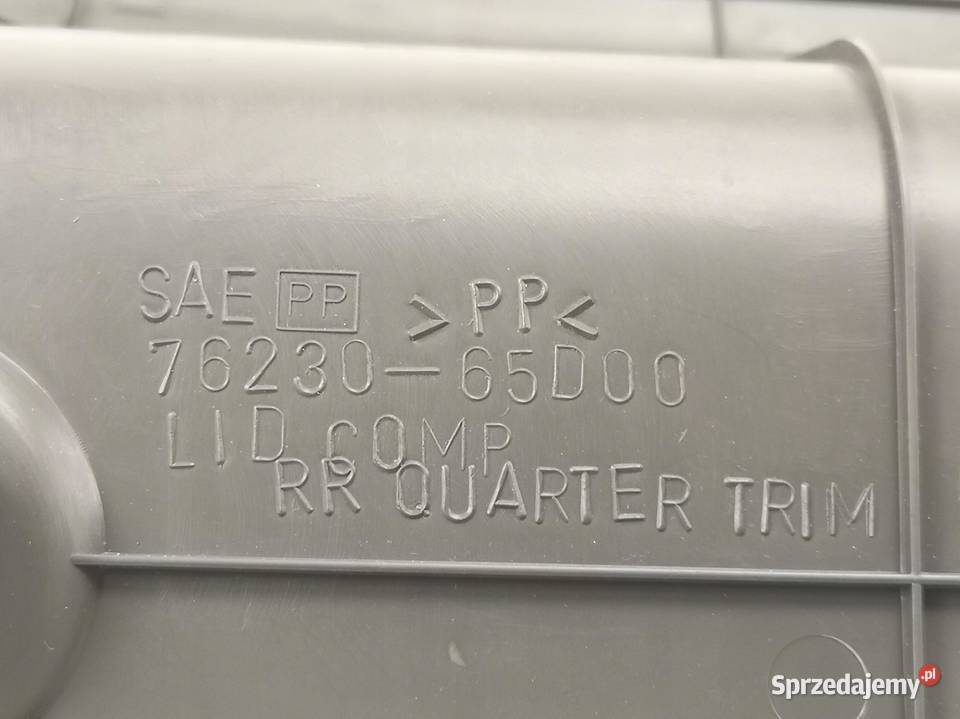 SAE PP >PP<
76230-65D00
LID COMP
RR QUARTER TRIM
Sprzedajemy.pl